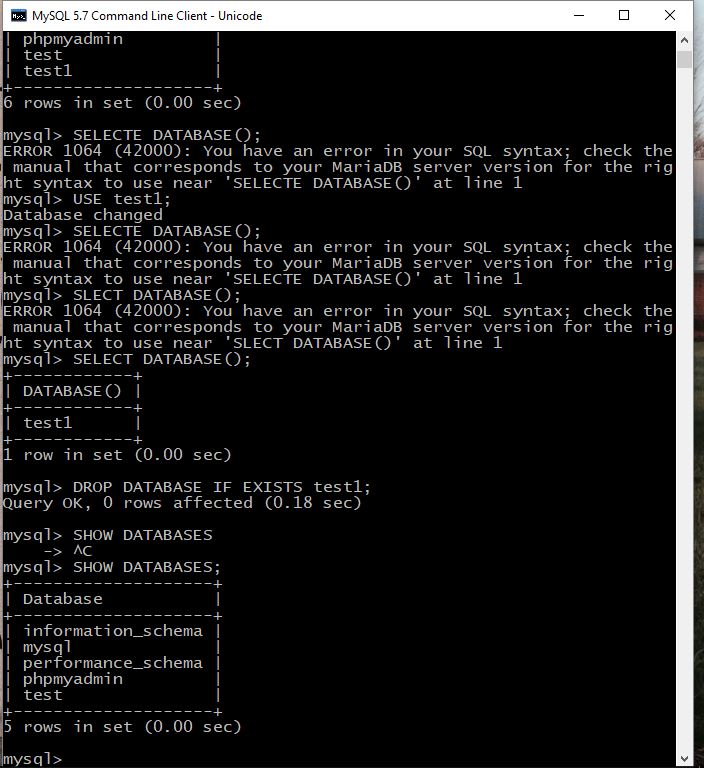 MySQL 5.7 Command Line Client - Unicode
| phpmyadmin         |
| test               |
| test1              |
+--------------------+
6 rows in set (0.00 sec)
mysql> SELECTE DATABASE();
ERROR 1064 (42000): You have an error in your SQL syntax; check the
 manual that corresponds to your MariaDB server version for the rig
ht syntax to use near 'SELECTE DATABASE()' at line 1
mysql> USE test1;
Database changed
mysql> SELECTE DATABASE();
ERROR 1064 (42000): You have an error in your SQL syntax; check the
 manual that corresponds to your MariaDB server version for the rig
ht syntax to use near 'SELECTE DATABASE()' at line 1
mysql> SLECT DATABASE();
ERROR 1064 (42000): You have an error in your SQL syntax; check the
 manual that corresponds to your MariaDB server version for the rig
ht syntax to use near 'SLECT DATABASE()' at line 1
mysql> SELECT DATABASE();
+------------+
| DATABASE() |
+------------+
| test1      |
+------------+
1 row in set (0.00 sec)
mysql> DROP DATABASE IF EXISTS test1;
Query OK, 0 rows affected (0.18 sec)
mysql> SHOW DATABASES
    -> ^C
mysql> SHOW DATABASES;
+--------------------+
| Database           |
+--------------------+
| information_schema |
| mysql              |
| performance_schema |
| phpmyadmin         |
| test               |
+--------------------+
5 rows in set (0.00 sec)
mysql>